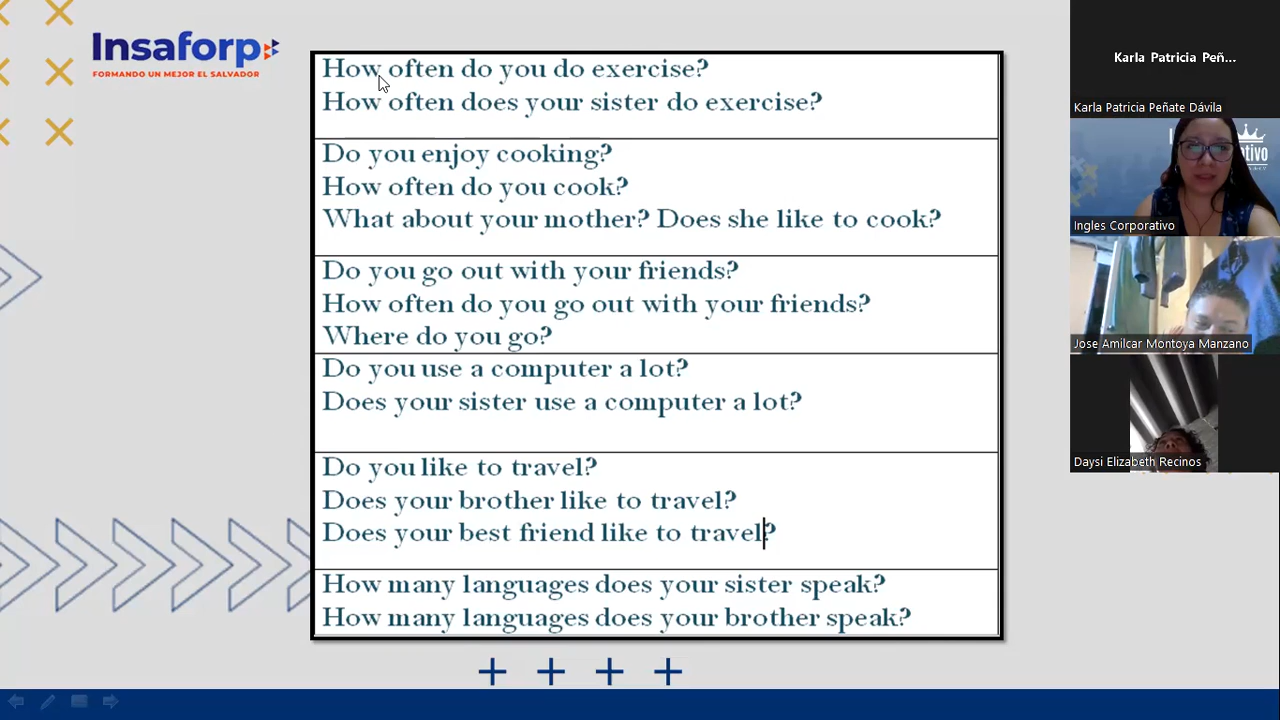 Insaforp
FORMANDO UN MEJOR EL SALVADOR
How often do you do exercise?
How often does your sister do exercise?
Do you enjoy cooking?
How often do you cook?
What about your mother? Does she like to cook?
Do you go out with your friends?
How often do you go out with your friends?
Where do you go?
Do you use a computer a lot?
Does your sister use a computer a lot?
Do you like to travel?
Does your brother like to travel?
Does your best friend like to travel?
How many languages does your sister speak?
How many languages does your brother speak?
Karla Patricia Peñ...
Karla Patricia Peñate Dávila
Ingles Corporativo
Jose Amilcar Montoya Manzano
Daysi Elizabeth Recinos